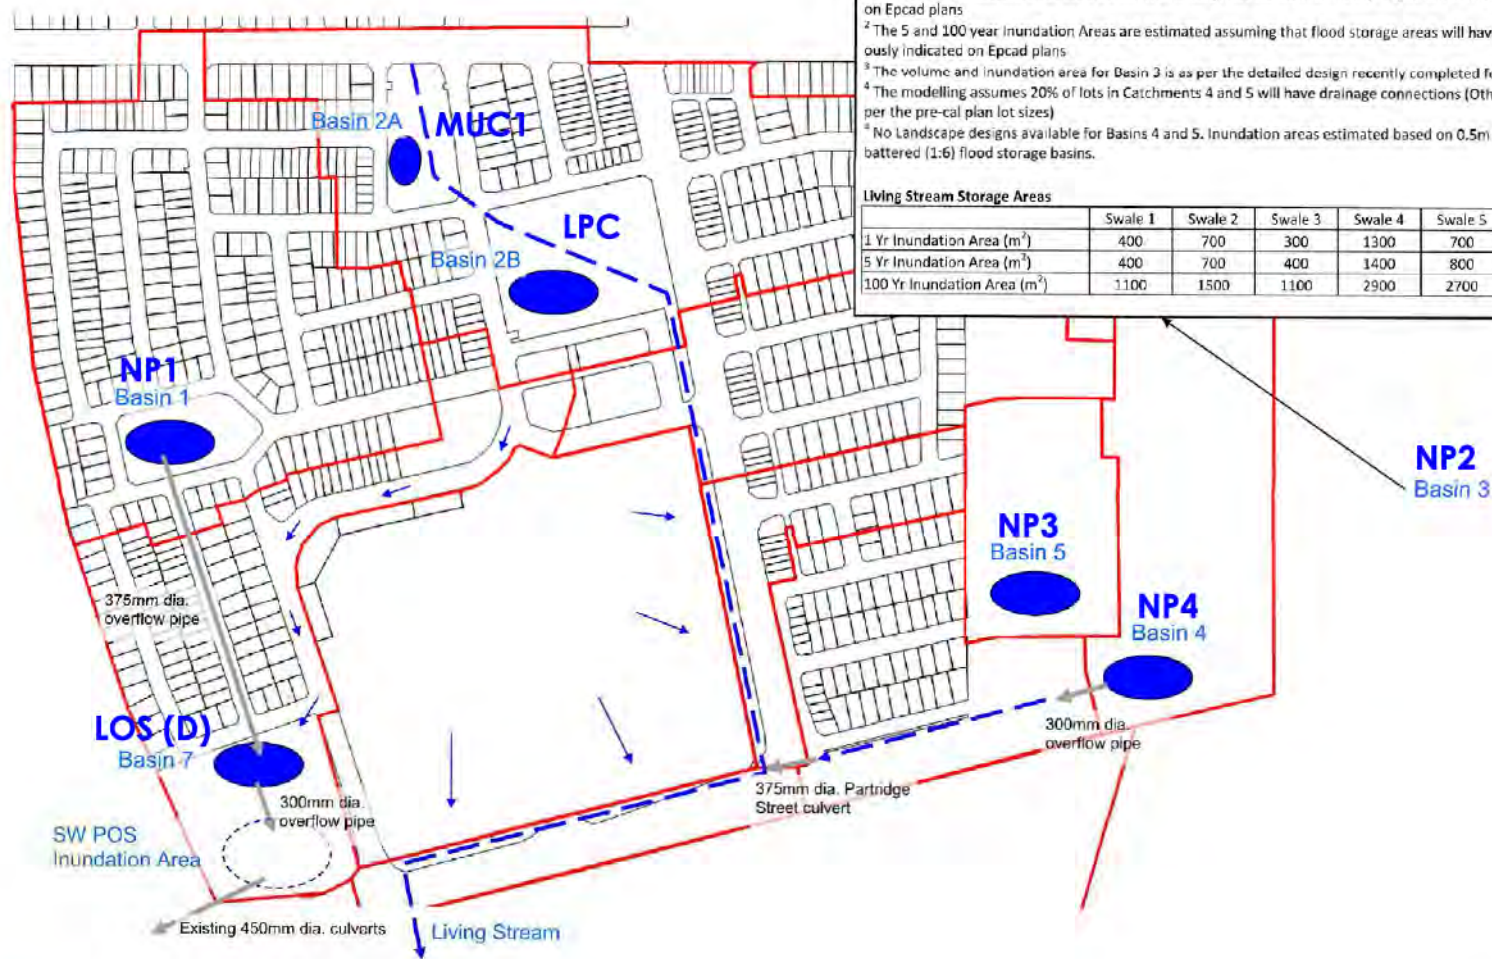 on Epcad plans
² The 5 and 100 year Inundation Areas are estimated assuming that flood storage areas will hav
ously indicated on Epcad plans
³ The volume and inundation area for Basin 3 is as per the detailed design recently completed f
⁴ The modelling assumes 20% of lots in Catchments 4 and 5 will have drainage connections (Oth
per the pre-cal plan lot sizes)
No Landscape designs available for Basins 4 and 5. Inundation areas estimated based on 0.5m
battered (1:6) flood storage basins.
Living Stream Storage Areas
Swale 1 Swale 2 Swale 3 Swale 4 Swale 5
1 Yr Inundation Area (m²) 400 700 300 1300 700
5 Yr Inundation Area (m²) 400 700 400 1400 800
100 Yr Inundation Area (m²) 1100 1500 1100 2900 2700
Basin 2A
MUC1
LPC
Basin 2B
NP1
Basin 1
NP2
Basin 3
NP3
Basin 5
NP4
Basin 4
375mm dia.
overflow pipe
LOS (D)
Basin 7
300mm dia.
overflow pipe
300mm dia.
overflow pipe
375mm dia. Partridge
Street culvert
SW POS
Inundation Area
Existing 450mm dia. culverts
Living Stream